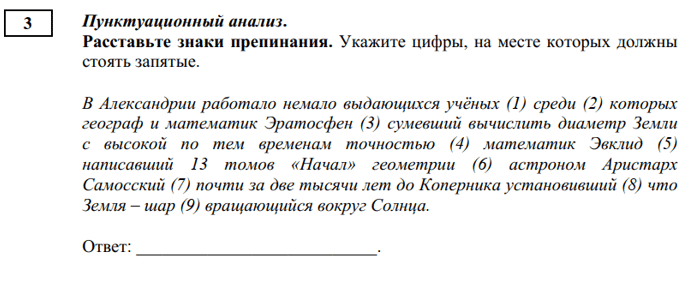 3
Пунктуационный анализ.
Расставьте знаки препинания. Укажите цифры, на месте которых должны
стоять запятые.
В Александрии работало немало выдающихся учёных (1) среди (2) которых
географ и математик Эратосфен (3) сумевший вычислить диаметр Земли
с высокой по тем временам точностью (4) математик Эвклид (5)
написавший 13 томов «Начал» геометрии (6) астроном Аристарх
Самосский (7) почти за две тысячи лет до Коперника установивший (8) что
Земля – шар (9) вращающийся вокруг Солнца.
Ответ: ___________________________.